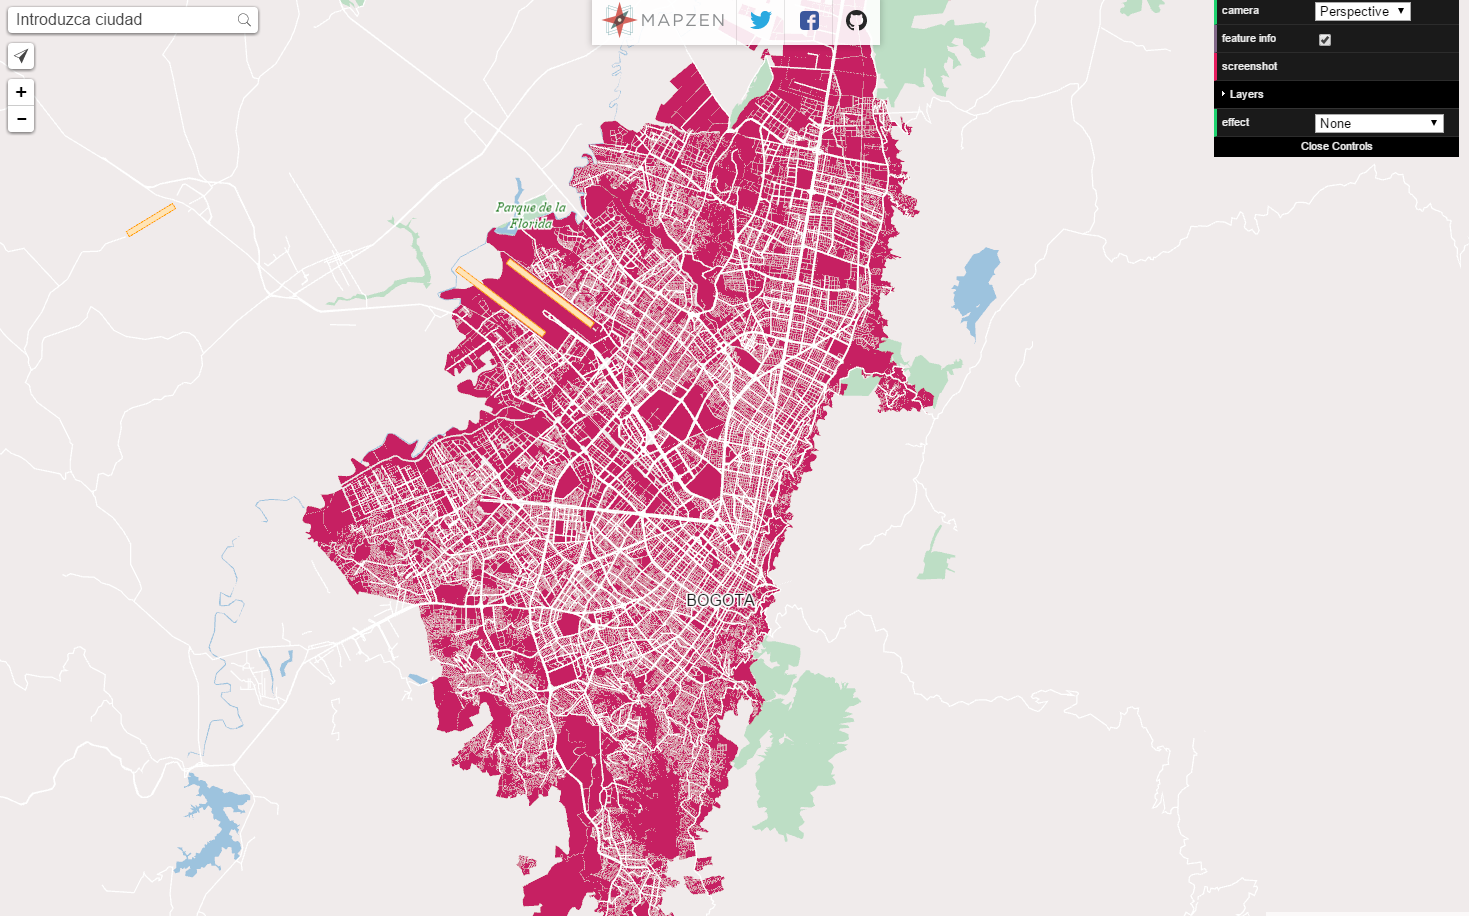 Introduzca ciudad
+
−
MAPZEN
camera
Perspective
feature info
screenshot
Layers
effect
None
Close Controls
Parque de la
Florida
BOGOTA